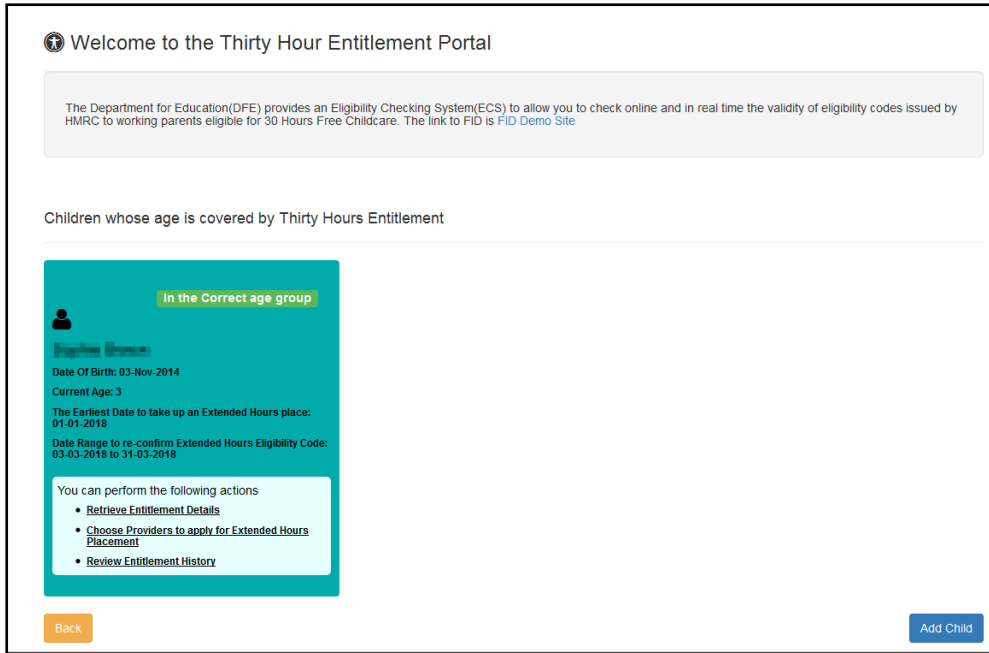 Welcome to the Thirty Hour Entitlement Portal
The Department for Education(DFE) provides an Eligibility Checking System(ECS) to allow you to check online and in real time the validity of eligibility codes issued by
HMRC to working parents eligible for 30 Hours Free Childcare. The link to FID is FID Demo Site
Children whose age is covered by Thirty Hours Entitlement
In the Correct age group
Date Of Birth: 03-Nov-2014
Current Age: 3
The Earliest Date to take up an Extended Hours place:
01-01-2018
Date Range to re-confirm Extended Hours Eligibility Code:
03-03-2018 to 31-03-2018
You can perform the following actions
Retrieve Entitlement Details
Choose Providers to apply for Extended Hours
Placement
Review Entitlement History
Back
Add Child